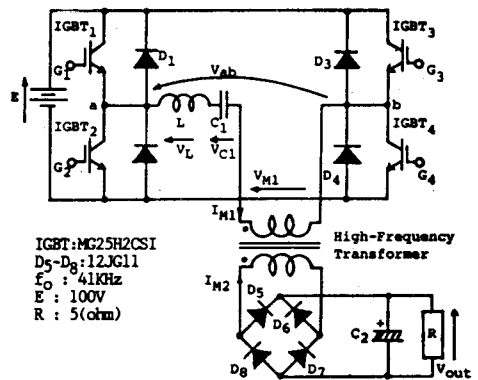 IGBT1
IGBT3
G1
D1
D3
G3
E
Vab
a
b
L
C1
IGBT2
IGBT4
G2
VL
VC1
D4
G4
VM1
IM1
High-Frequency
Transformer
IGBT:MG25H2CSI
D5-D8:12JG11
fo : 41KHz
E : 100V
R : 5(ohm)
IM2
D5
D6
D8
D7
+
C2
R
Vout